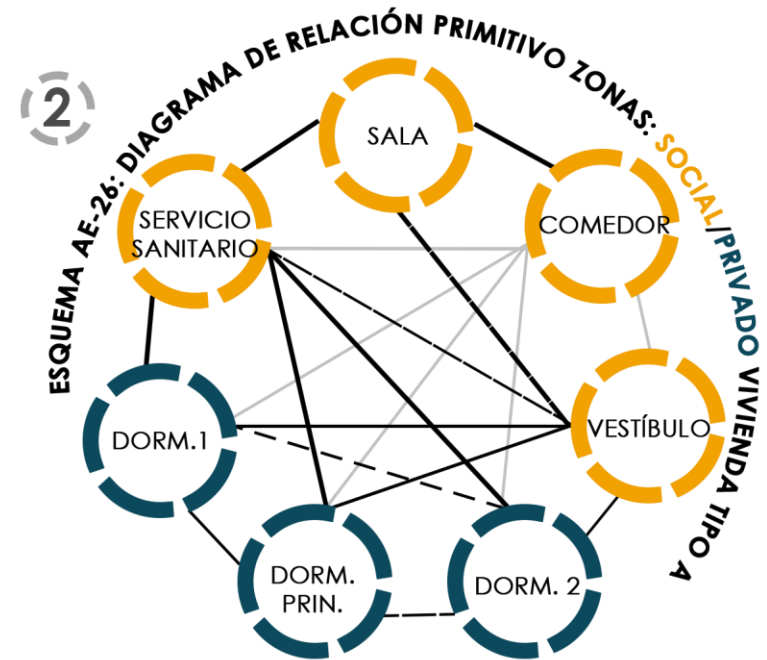 ESQUEMA AE-26: DIAGRAMA DE RELACIÓN PRIMITIVO ZONAS: SOCIAL/PRIVADO VIVIENDA TIPO A
2
SALA
SERVICIO
SANITARIO
COMEDOR
DORM.1
VESTÍBULO
DORM.
PRIN.
DORM. 2